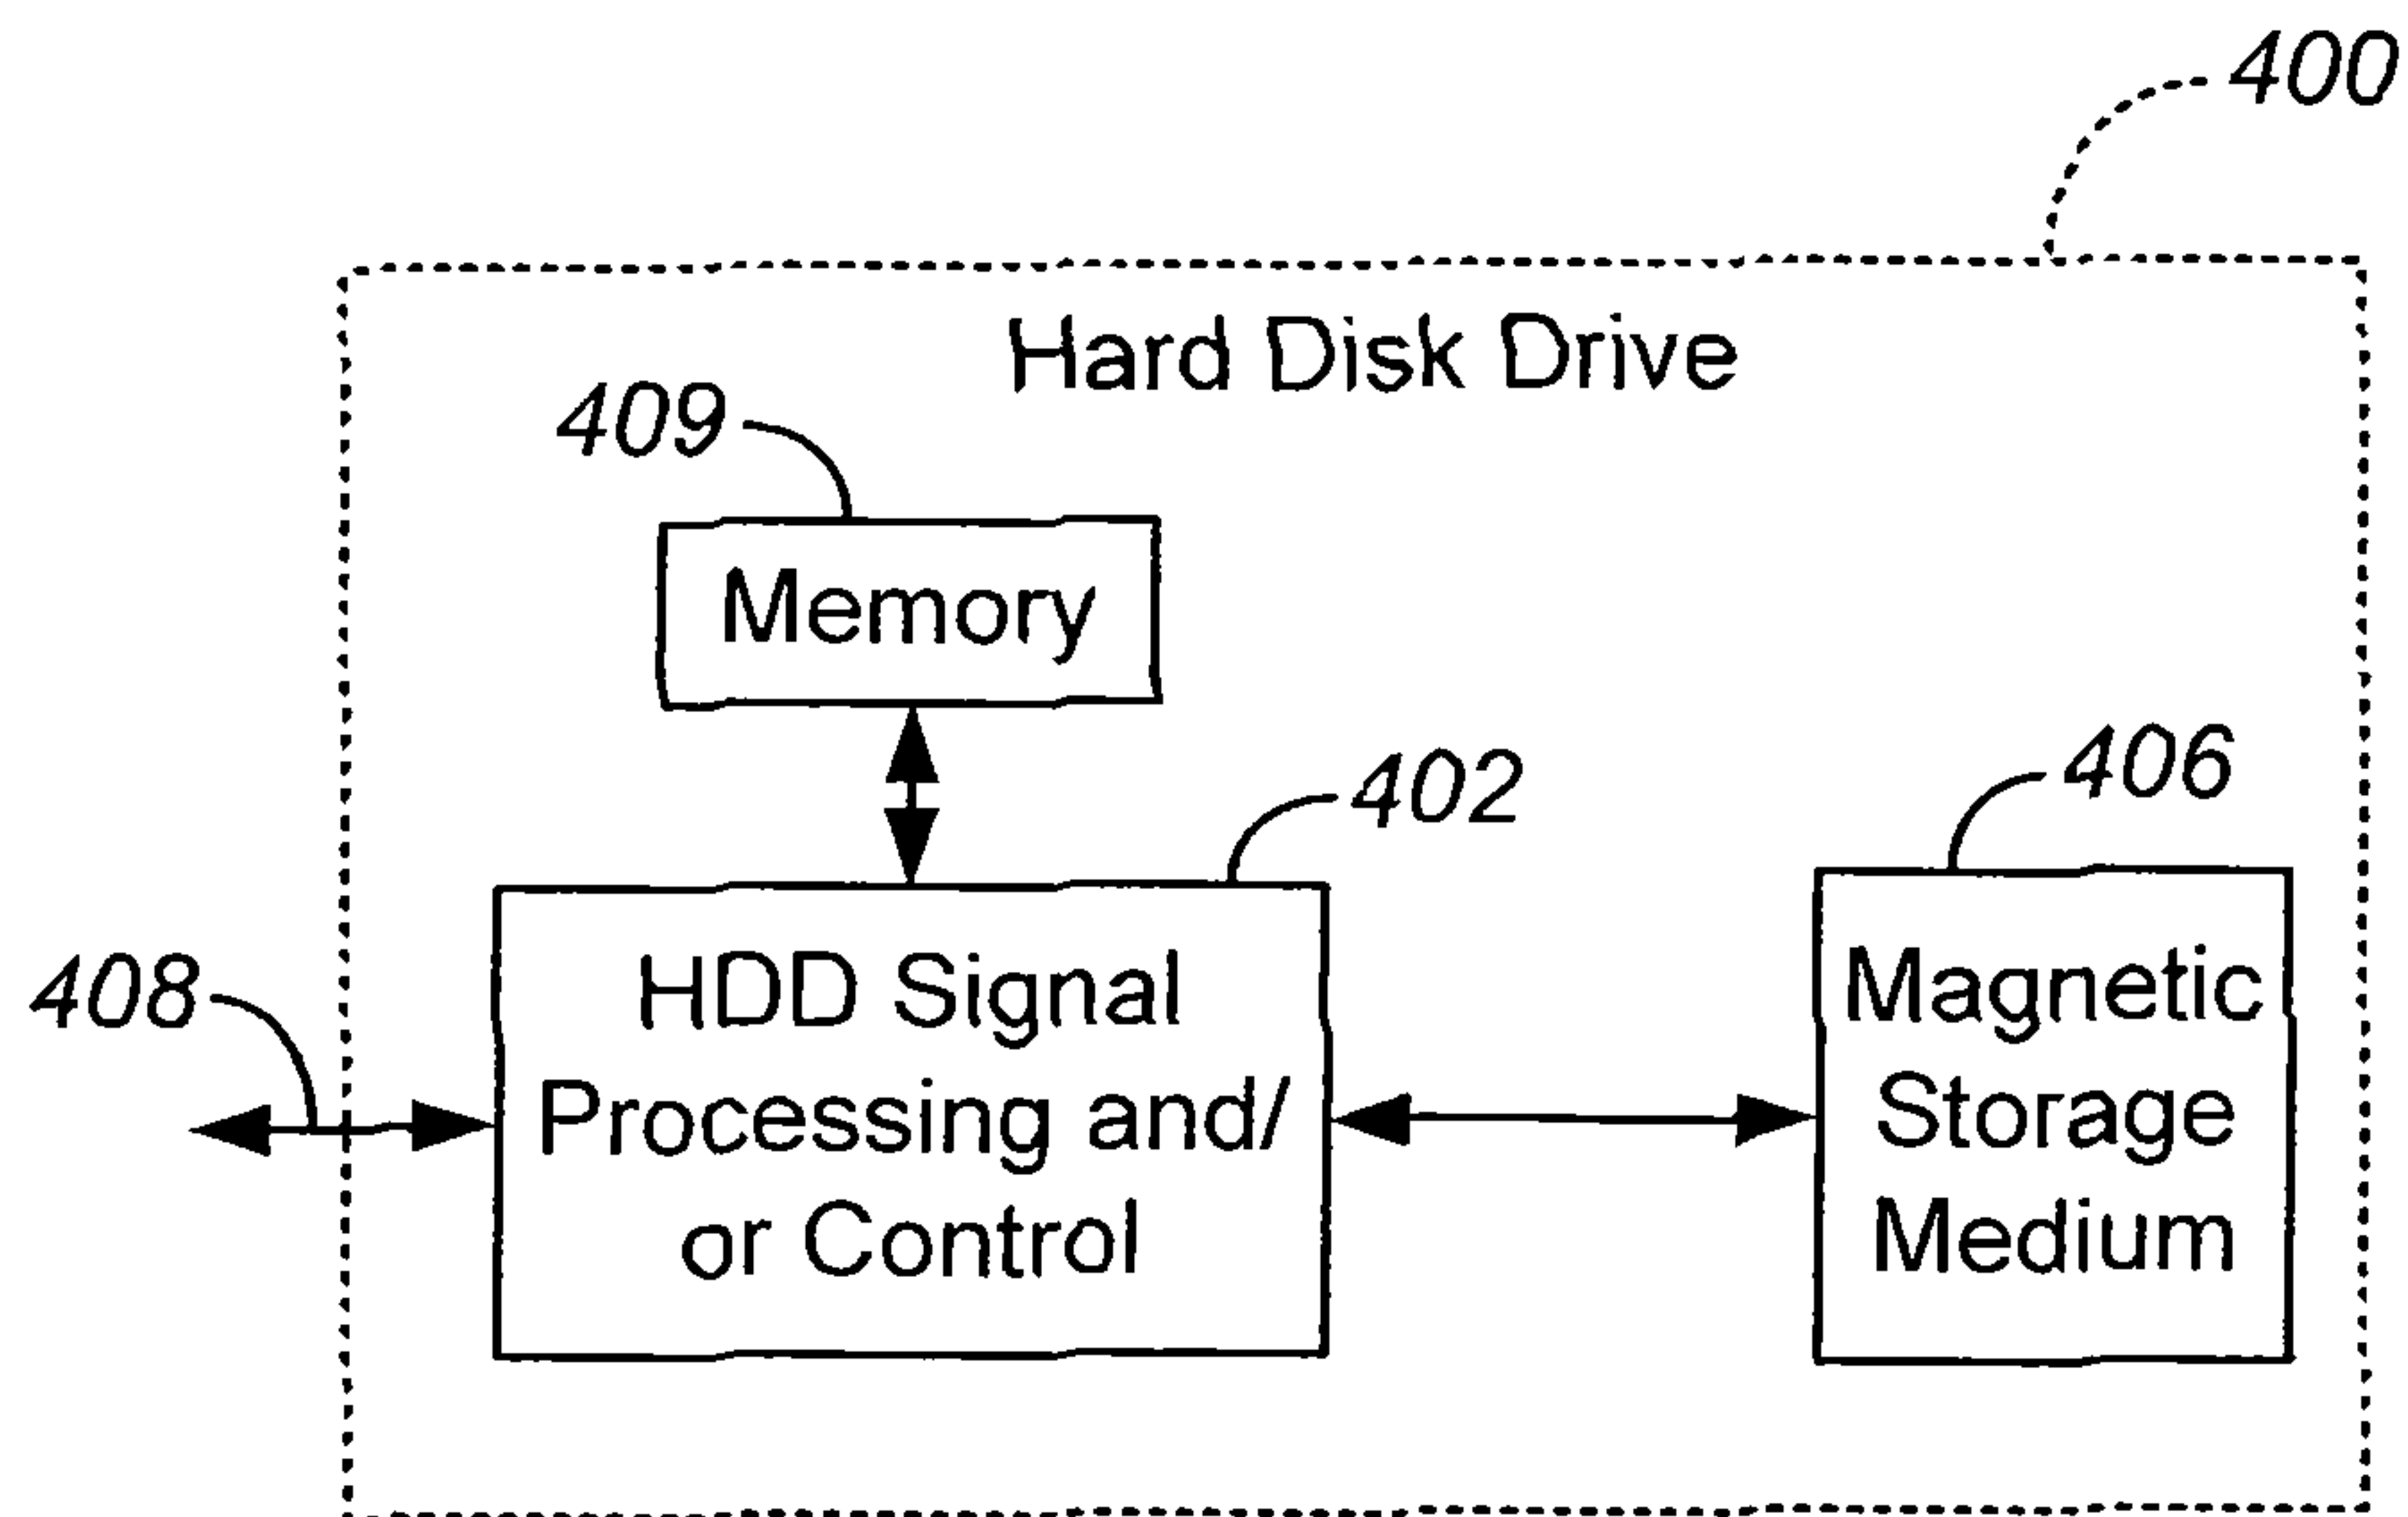 400
Hard Disk Drive
409
Memory
402
406
408
HDD Signal
Processing and/
or Control
Magnetic
Storage
Medium